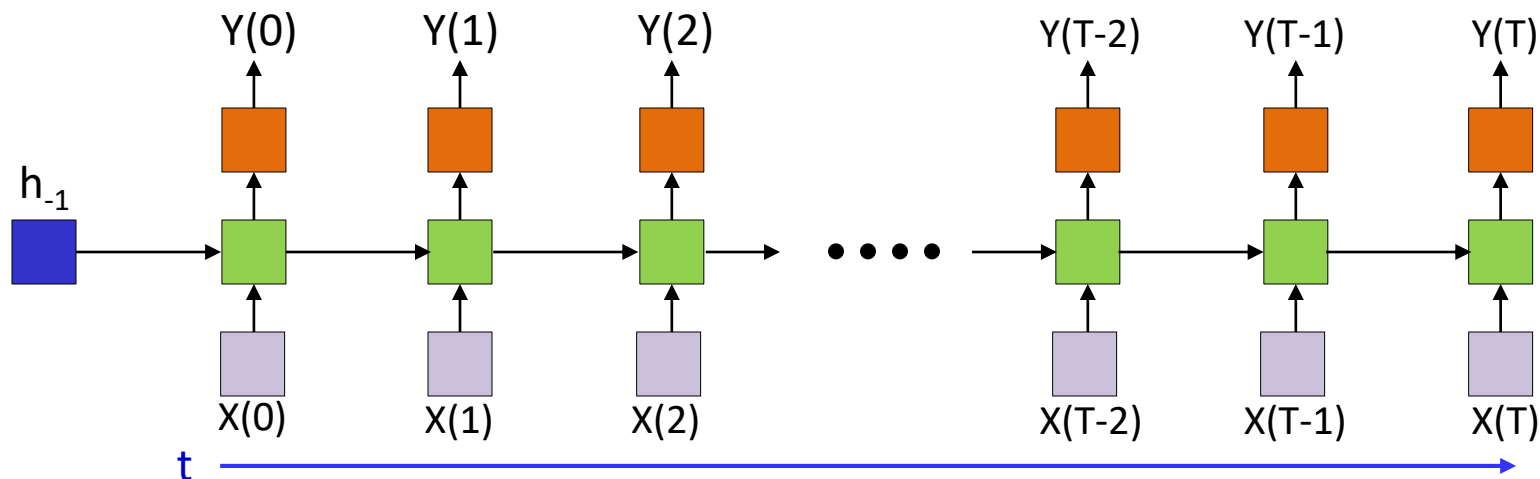 Y(0) Y(1) Y(2) Y(T-2) Y(T-1) Y(T)
h-1
X(0) X(1) X(2) X(T-2) X(T-1) X(T)
t